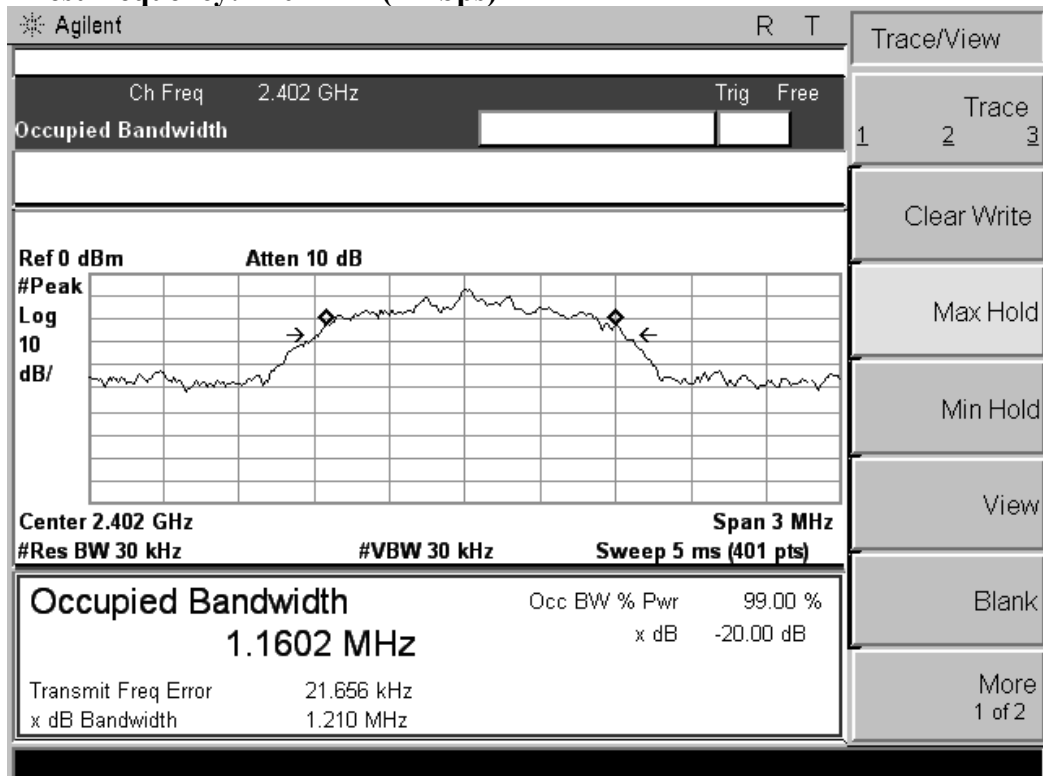 Agilent R T
Trace/View
Ch Freq 2.402 GHz Trig Free
Occupied Bandwidth
Trace
1 2 3
Clear Write
Ref 0 dBm Atten 10 dB
#Peak
Log
10
dB/
Max Hold
Min Hold
Center 2.402 GHz Span 3 MHz
#Res BW 30 kHz #VBW 30 kHz Sweep 5 ms (401 pts)
View
Occupied Bandwidth
1.1602 MHz
Occ BW % Pwr 99.00 %
x dB -20.00 dB
Transmit Freq Error 21.656 kHz
x dB Bandwidth 1.210 MHz
Blank
More
1 of 2